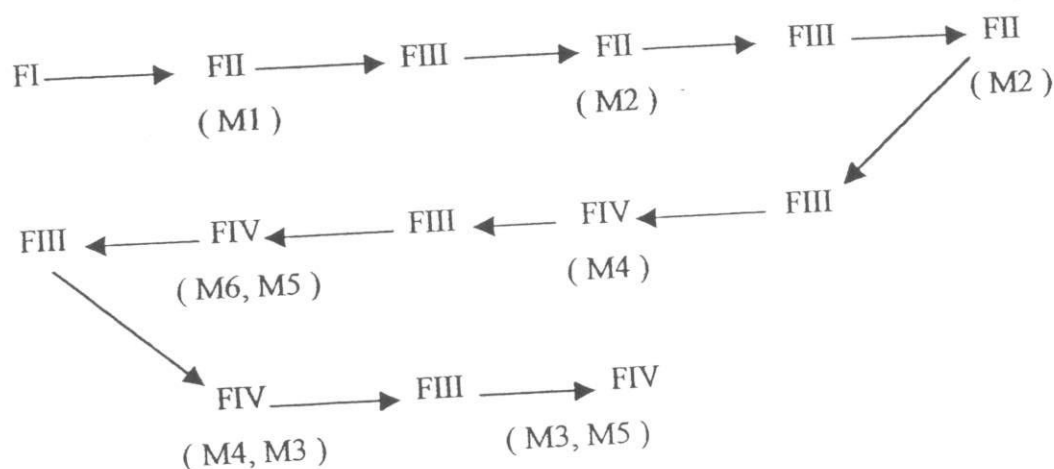 FI FII FIII FII FIII FII
( M1 ) ( M2 ) ( M2 )
FIII FIV FIII FIV FIII
( M6, M5 ) ( M4 )
FIV FIII FIV
( M4, M3 ) ( M3, M5 )